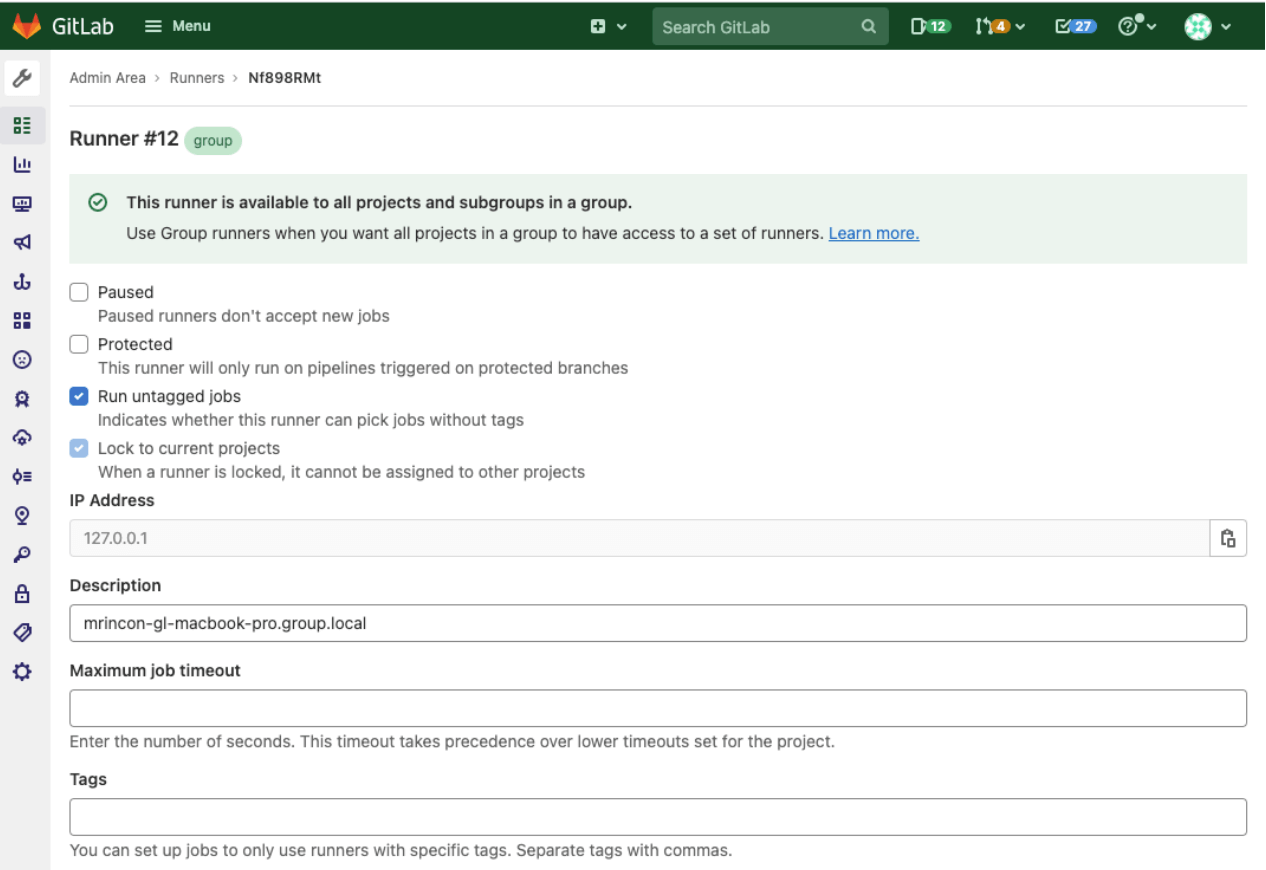 GitLab Menu Search GitLab 12 4 27
Admin Area > Runners > Nf898RMt
Runner #12 group
This runner is available to all projects and subgroups in a group.
Use Group runners when you want all projects in a group to have access to a set of runners. Learn more.
Paused
Paused runners don't accept new jobs
Protected
This runner will only run on pipelines triggered on protected branches
Run untagged jobs
Indicates whether this runner can pick jobs without tags
Lock to current projects
When a runner is locked, it cannot be assigned to other projects
IP Address
127.0.0.1
Description
mrincon-gl-macbook-pro.group.local
Maximum job timeout
Enter the number of seconds. This timeout takes precedence over lower timeouts set for the project.
Tags
You can set up jobs to only use runners with specific tags. Separate tags with commas.